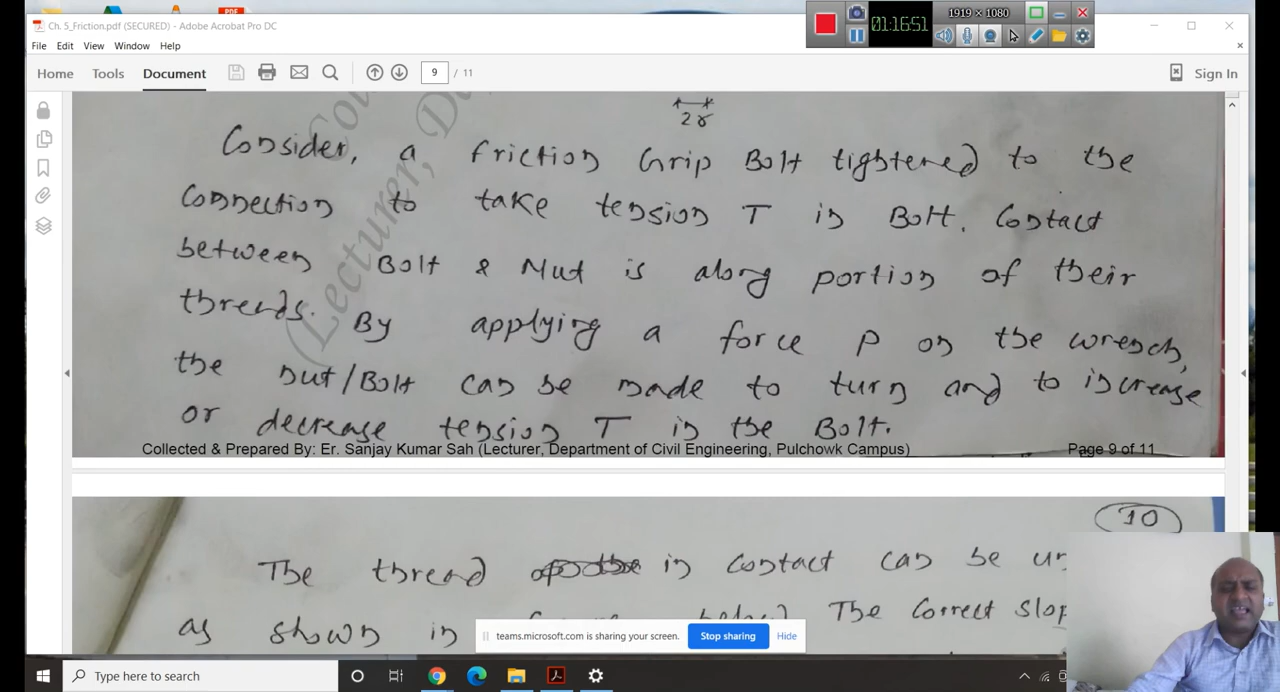 PDF
Ch. 5_Friction.pdf (SECURED) - Adobe Acrobat Pro DC
01:16:51
1919 × 1080
File Edit View Window Help
Home Tools Document
9 / 11
Sign In
2r
Consider, a friction Grip Bolt tightened to the
connection to take tension T in Bolt. Contact
between Bolt & Nut is along portion of their
threads. By applying a force P on the wrench,
the nut/Bolt can be made to turn and to increase
or decrease tension T in the Bolt.
Collected & Prepared By: Er. Sanjay Kumar Sah (Lecturer, Department of Civil Engineering, Pulchowk Campus)
Page 9 of 11
(Lecturer, D
10
The thread in contact can be un
as shown in below. The correct slop
teams.microsoft.com is sharing your screen. Stop sharing Hide
Type here to search